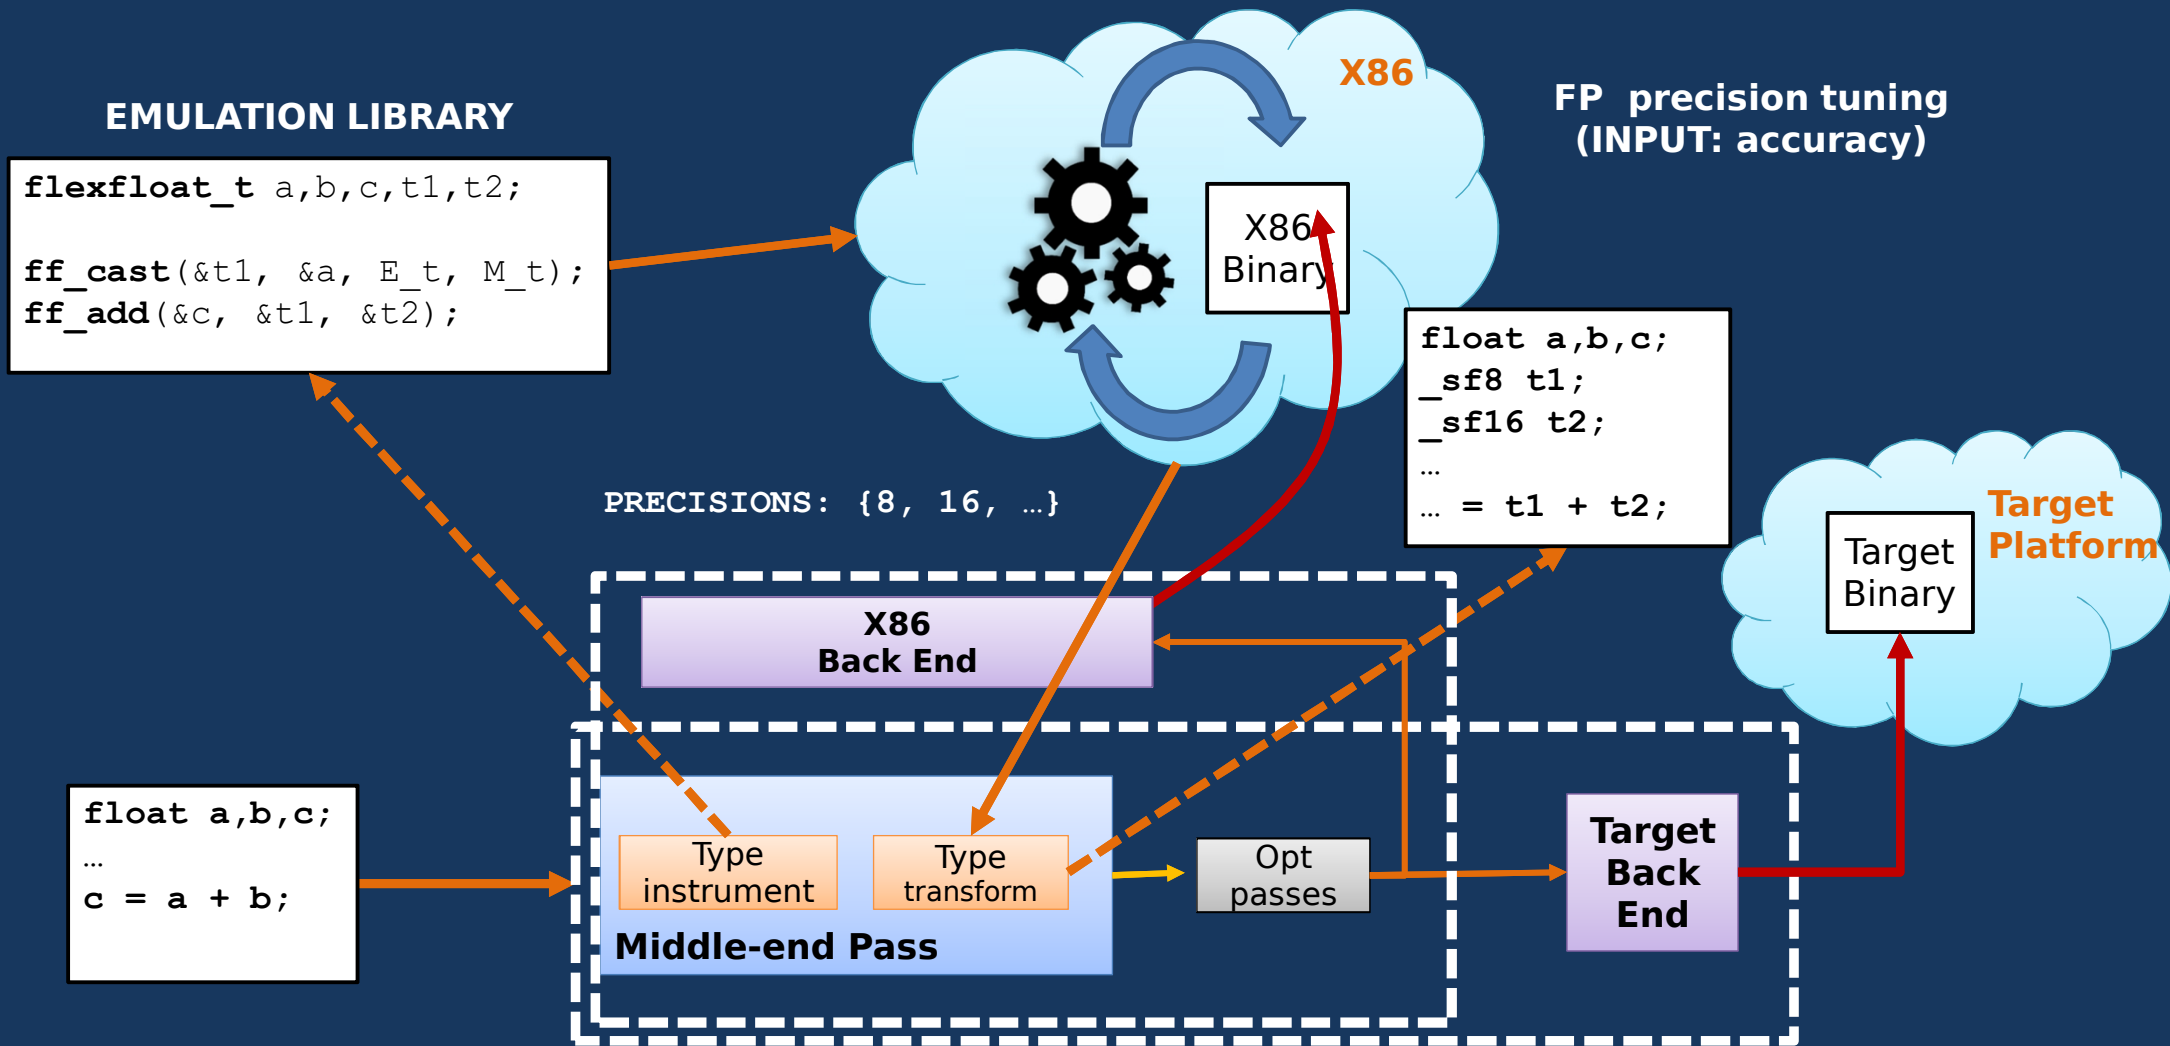 EMULATION LIBRARY
flexfloat_t a,b,c,t1,t2;
ff_cast(&t1, &a, E_t, M_t);
ff_add(&c, &t1, &t2);
X86
FP precision tuning
(INPUT: accuracy)
X86
Binary
float a,b,c;
_sf8 t1;
_sf16 t2;
…
… = t1 + t2;
PRECISIONS: {8, 16, …}
Target
Platform
Target
Binary
X86
Back End
float a,b,c;
…
c = a + b;
Type
instrument
Type
transform
Middle-end Pass
Opt
passes
Target
Back
End